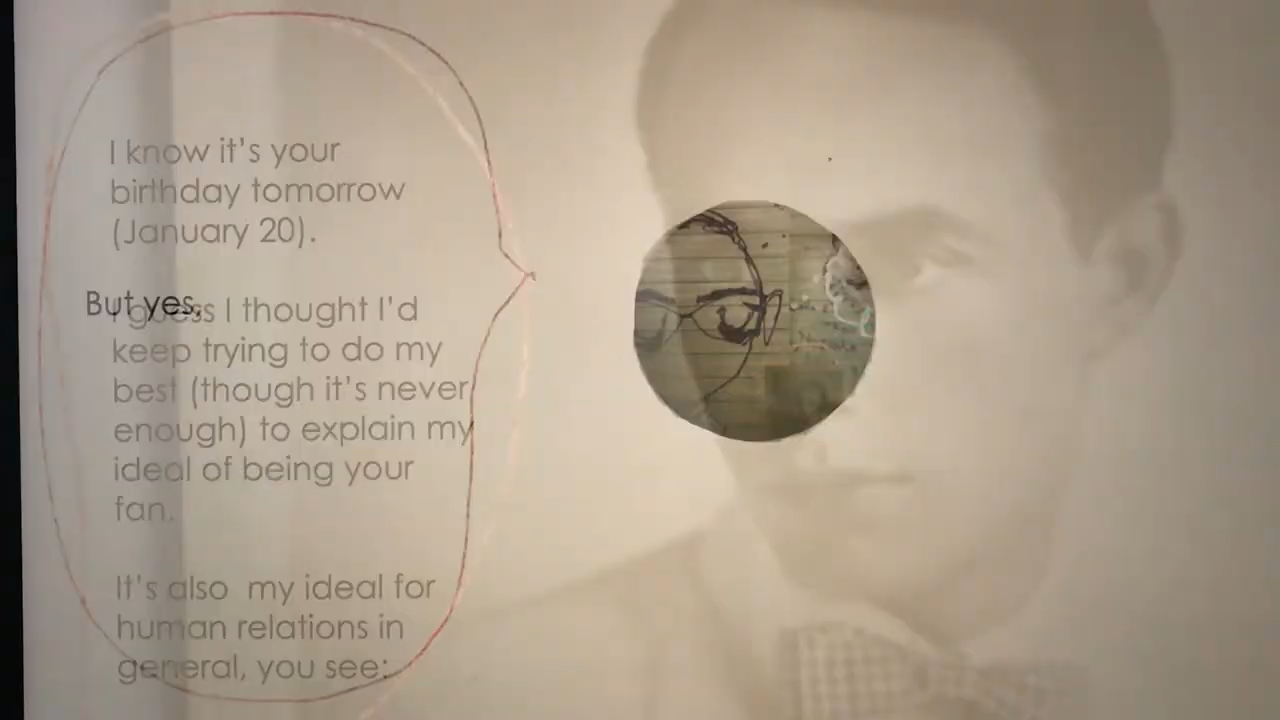 I know it's your
birthday tomorrow
(January 20).
But yes,
I guess I thought I'd
keep trying to do my
best (though it's never
enough) to explain my
ideal of being your
fan.
It's also my ideal for
human relations in
general, you see: